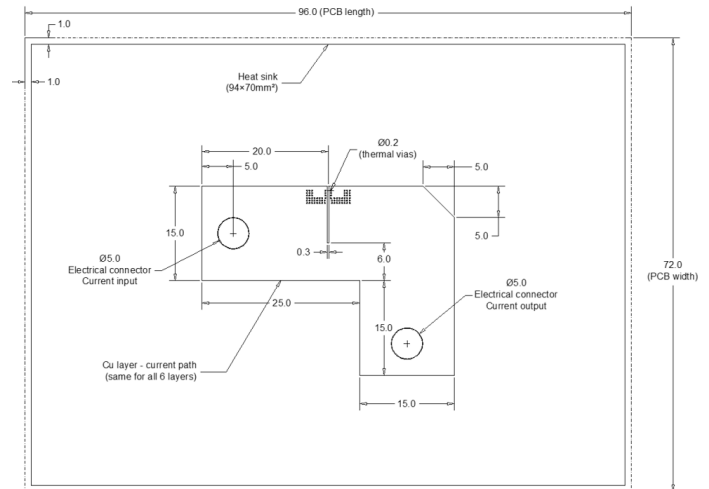 96.0 (PCB length)
1.0
1.0
Heat sink
(94×70mm²)
20.0
5.0
Ø0.2
(thermal vias)
5.0
5.0
15.0
0.3
6.0
Ø5.0
Electrical connector
Current input
72.0
(PCB width)
Ø5.0
Electrical connector
Current output
25.0
15.0
Cu layer - current path
(same for all 6 layers)
15.0